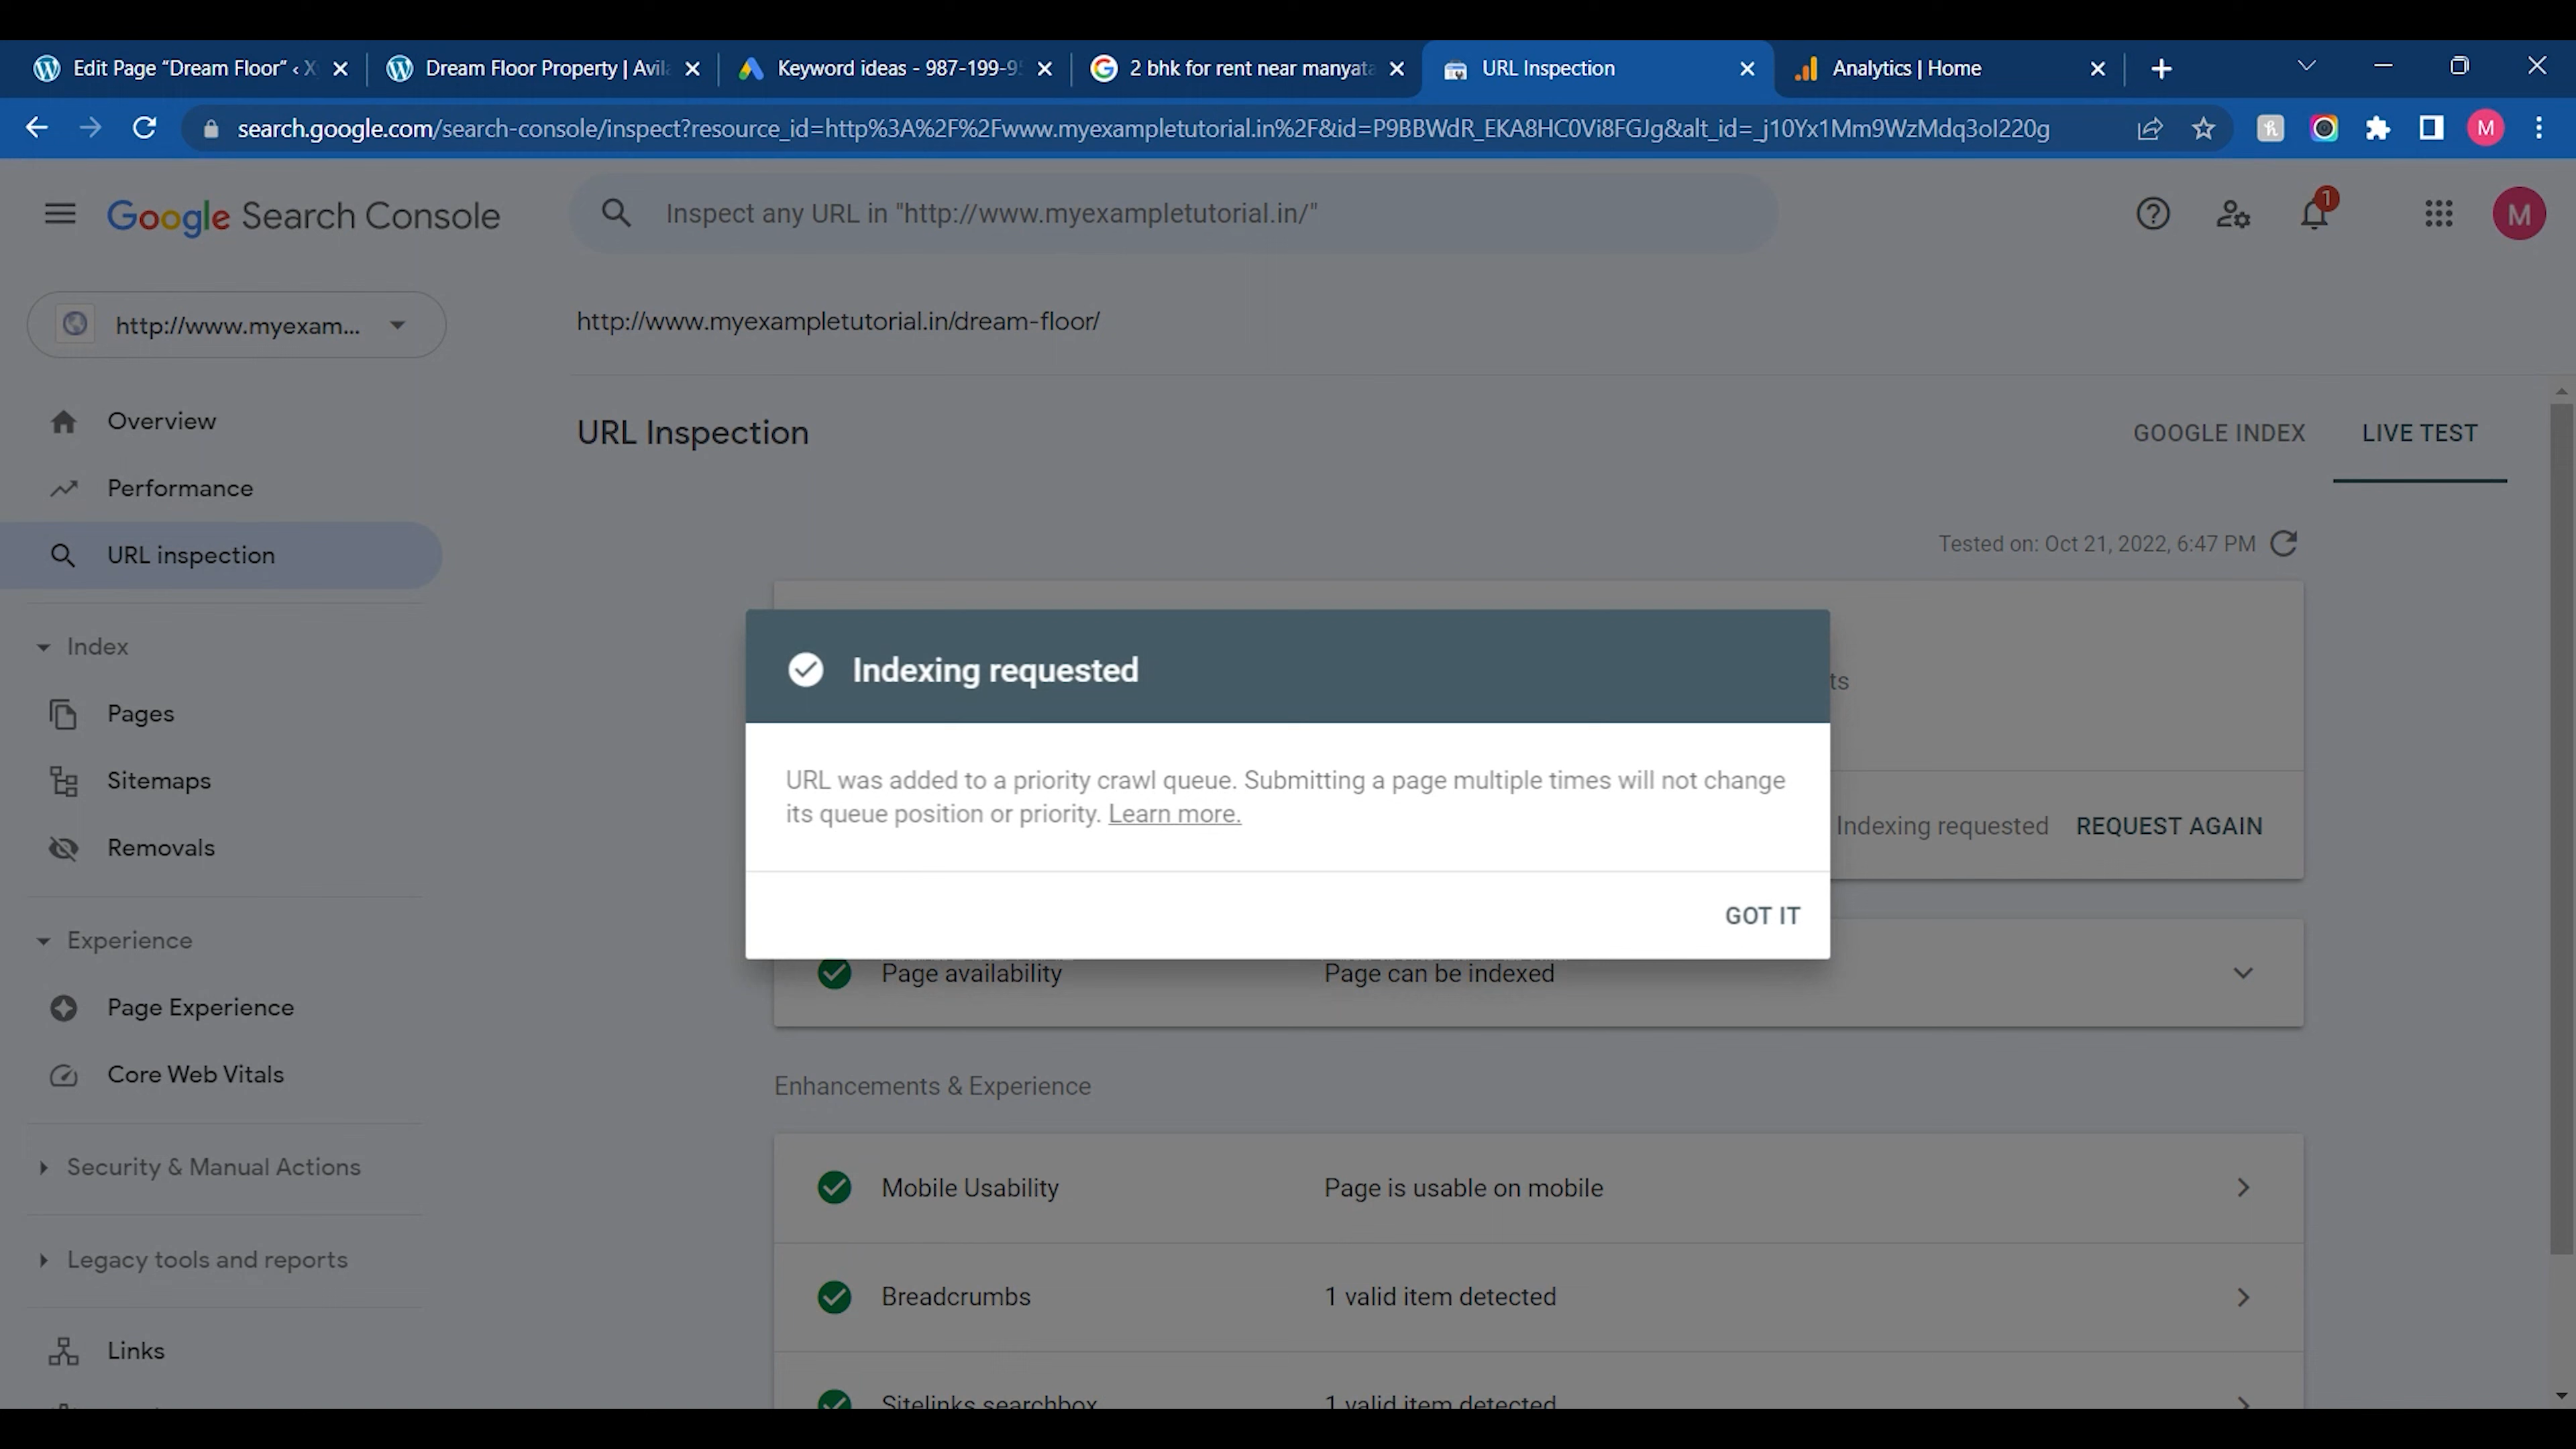 Edit Page “Dream Floor” ‹ X
Dream Floor Property | Avila
Keyword ideas - 987-199-95
2 bhk for rent near manyata
URL Inspection
Analytics | Home
search.google.com/search-console/inspect?resource_id=http%3A%2F%2Fwww.myexampletutorial.in%2F&id=P9BBWdR_EKA8HC0Vi8FGJg&alt_id=_j10Yx1Mm9WzMdq3oI220g
M
Google Search Console
Inspect any URL in "http://www.myexampletutorial.in/"
1
M
http://www.myexam...
http://www.myexampletutorial.in/dream-floor/
Overview
Performance
URL inspection
Index
Pages
Sitemaps
Removals
Experience
Page Experience
Core Web Vitals
Security & Manual Actions
Legacy tools and reports
Links
URL Inspection
GOOGLE INDEX
LIVE TEST
Tested on: Oct 21, 2022, 6:47 PM
Indexing requested
URL was added to a priority crawl queue. Submitting a page multiple times will not change
its queue position or priority. Learn more.
GOT IT
Indexing requested
REQUEST AGAIN
Page availability
Page can be indexed
Enhancements & Experience
Mobile Usability
Page is usable on mobile
Breadcrumbs
1 valid item detected
Sitelinks searchbox
1 valid item detected